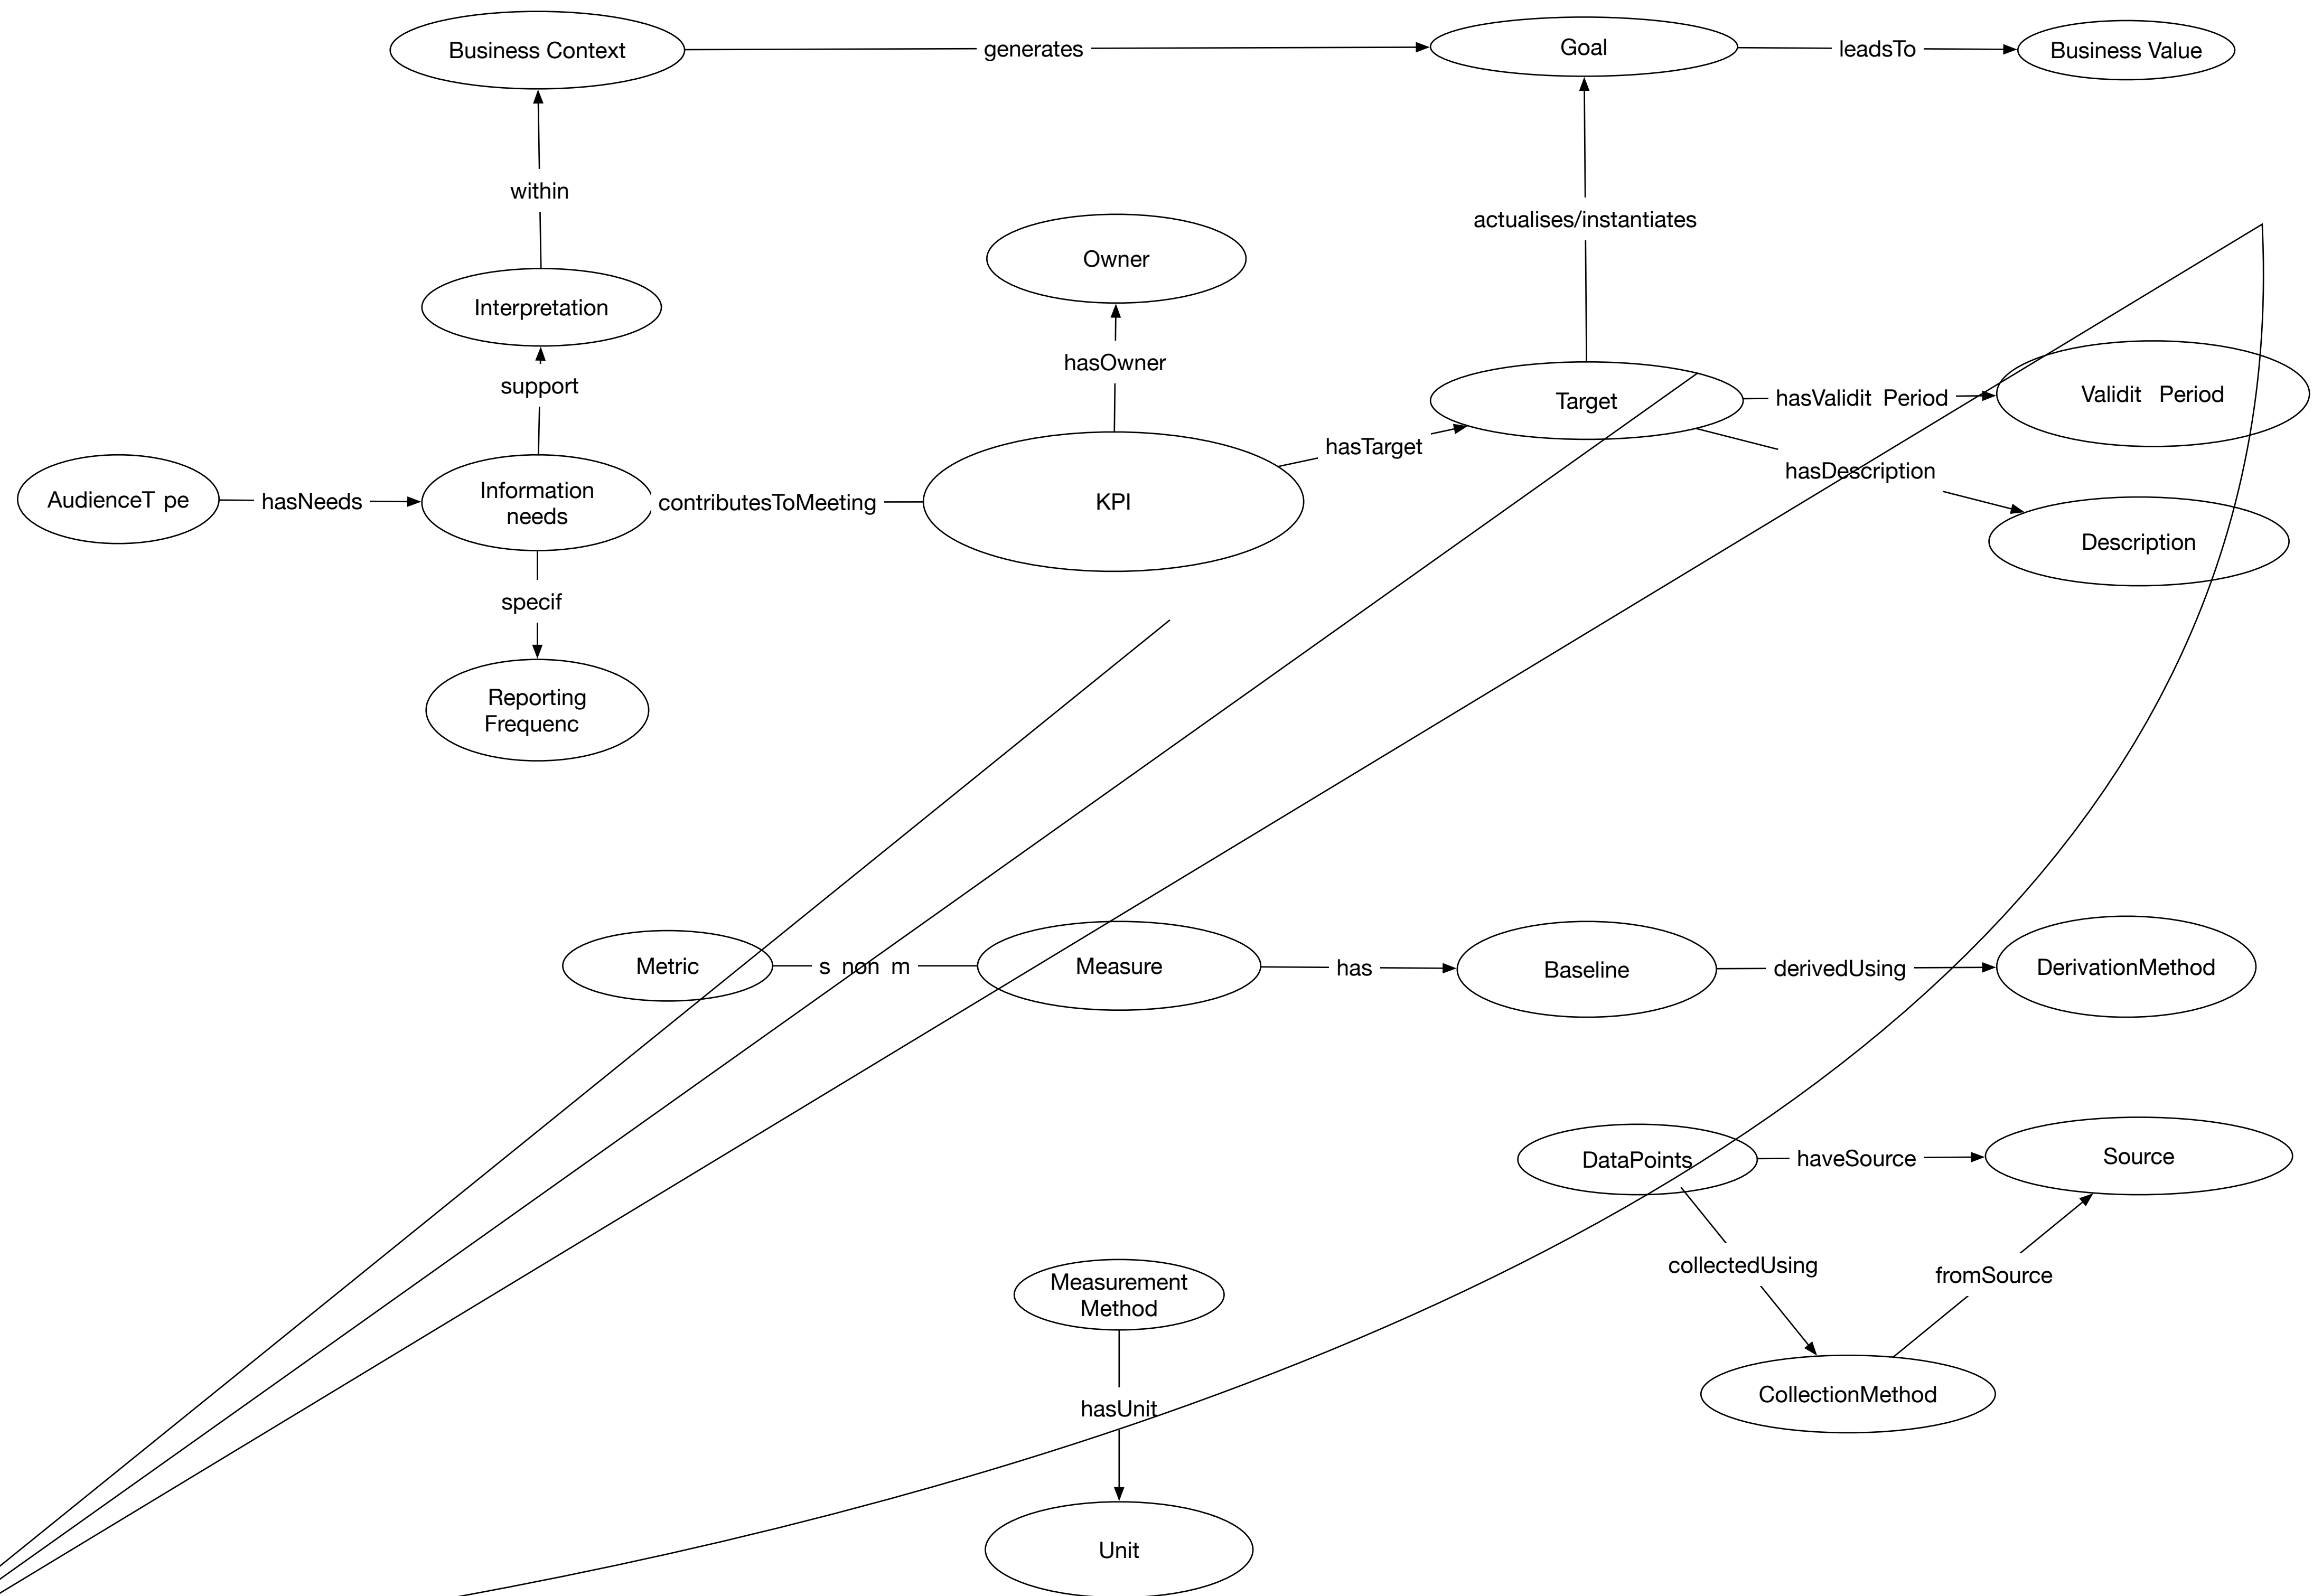 Business Context
generates
Goal
leadsTo
Business Value
within
actualises/instantiates
Owner
Interpretation
hasOwner
support
Target
hasValidit Period
Validit Period
hasTarget
hasDescription
AudienceT pe
hasNeeds
Information
needs
contributesToMeeting
KPI
Description
specif
Reporting
Frequenc
Metric
s non m
Measure
has
Baseline
derivedUsing
DerivationMethod
DataPoints
haveSource
Source
collectedUsing
fromSource
Measurement
Method
CollectionMethod
hasUnit
Unit